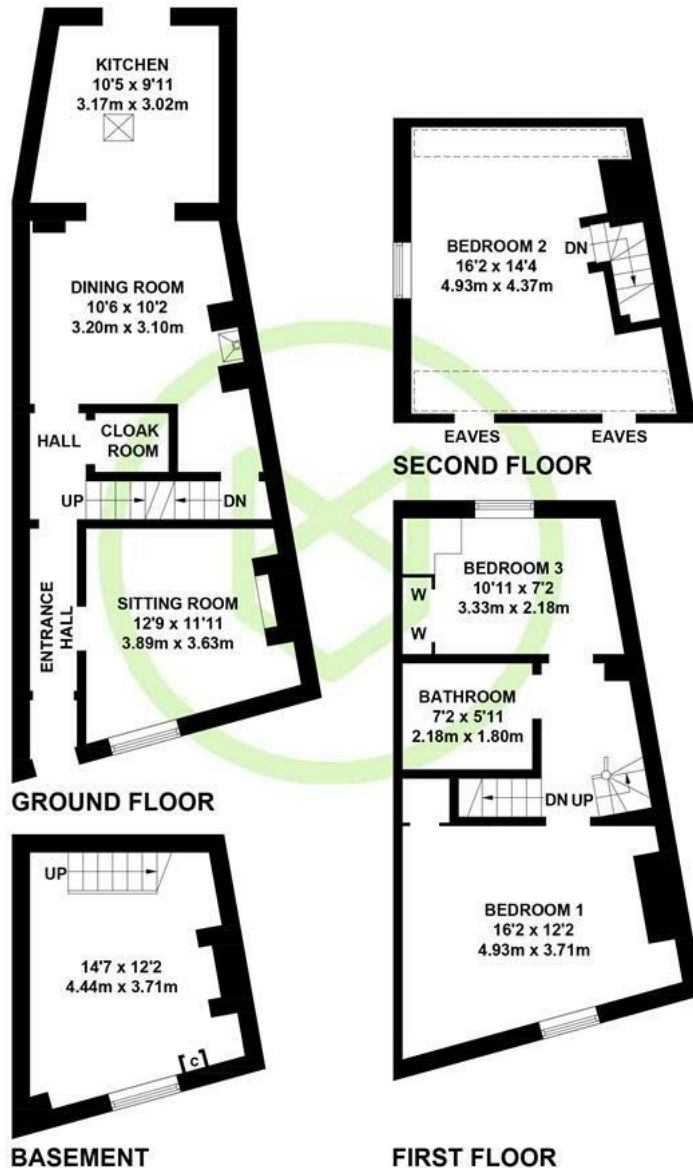 KITCHEN
10'5 x 9'11
3.17m x 3.02m
DINING ROOM
10'6 x 10'2
3.20m x 3.10m
HALL
CLOAK
ROOM
UP
DN
ENTRANCE
HALL
SITTING ROOM
12'9 x 11'11
3.89m x 3.63m
GROUND FLOOR
UP
14'7 x 12'2
4.44m x 3.71m
C
BASEMENT
BEDROOM 2
16'2 x 14'4
4.93m x 4.37m
DN
EAVES
EAVES
SECOND FLOOR
BEDROOM 3
10'11 x 7'2
3.33m x 2.18m
W
W
BATHROOM
7'2 x 5'11
2.18m x 1.80m
DN UP
BEDROOM 1
16'2 x 12'2
4.93m x 3.71m
FIRST FLOOR